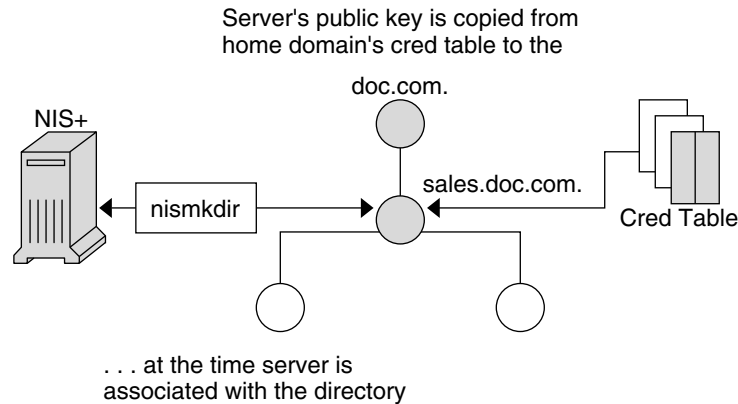 Server's public key is copied from
home domain's cred table to the
doc.com.
NIS+
sales.doc.com.
nismkdir
Cred Table
. . . at the time server is
associated with the directory